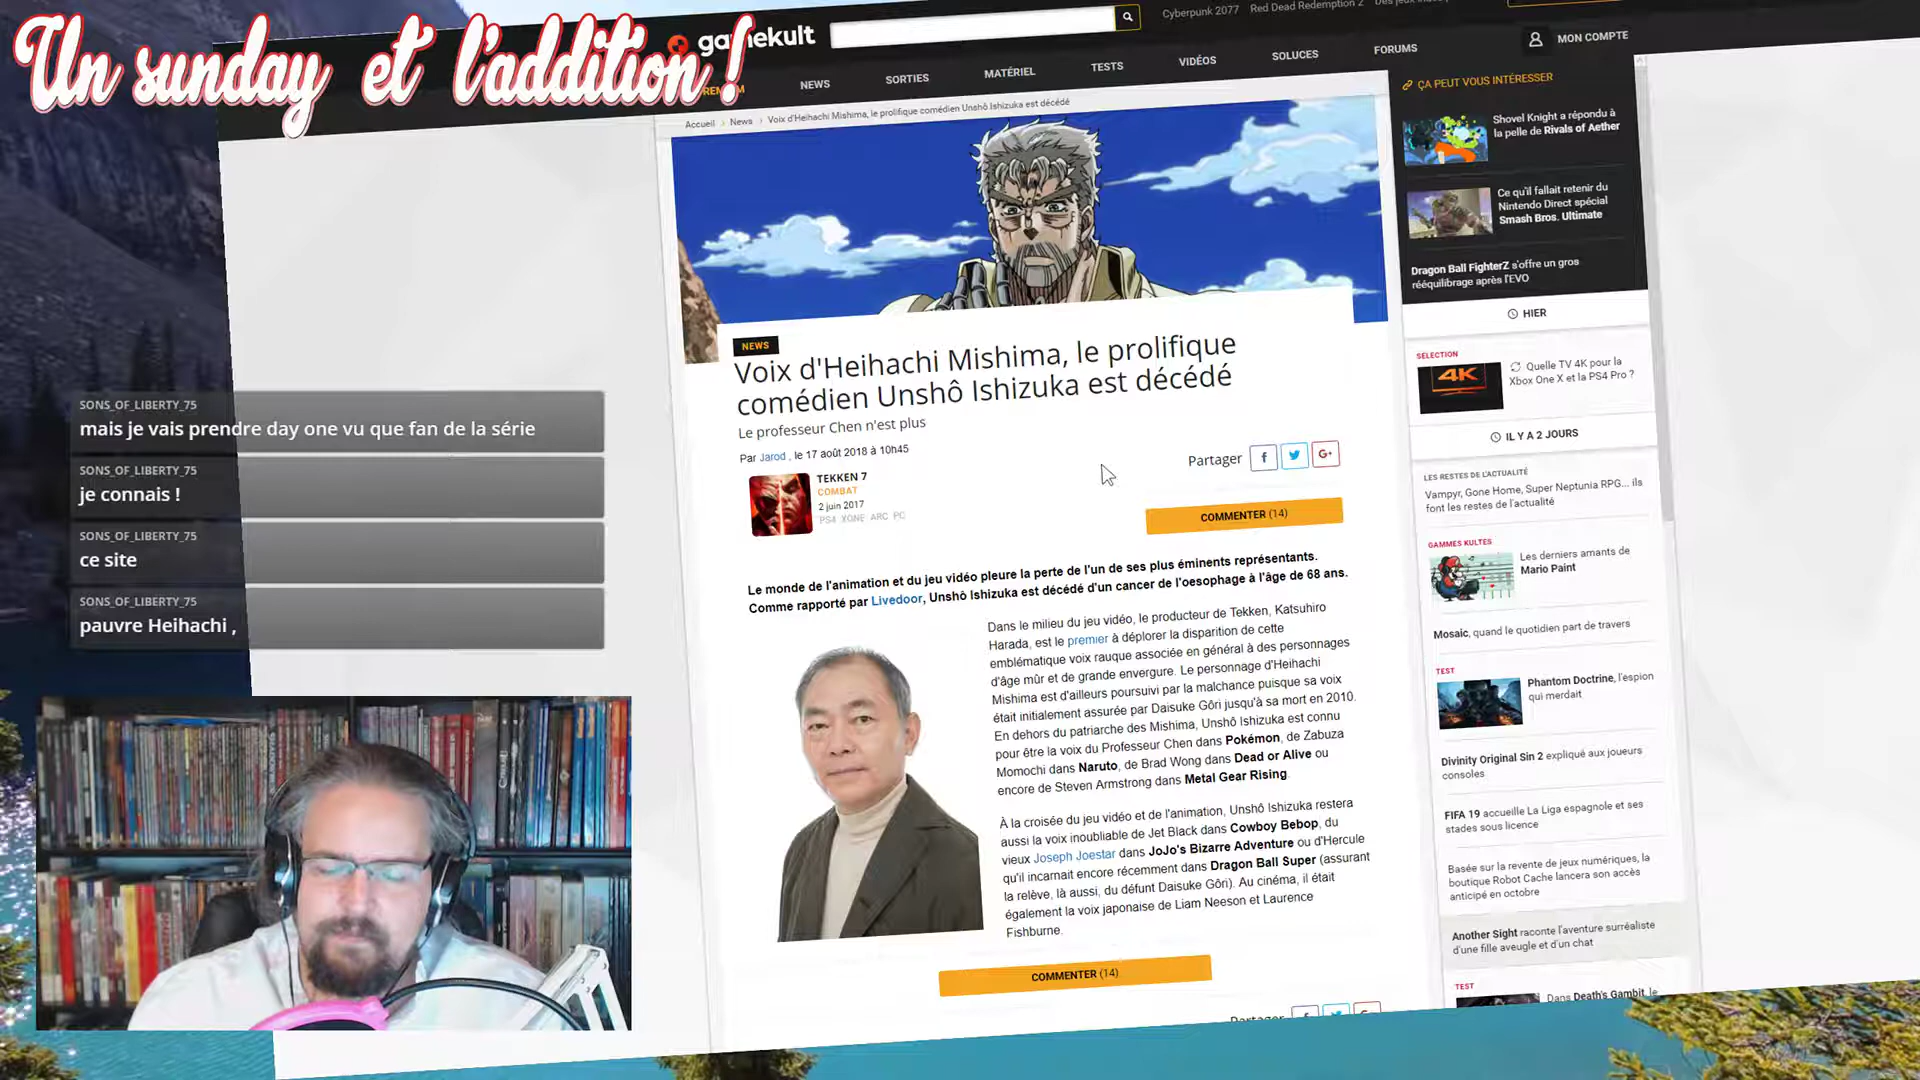 Un sunday et l'addition !
gamekult
Cyberpunk 2077 Red Dead Redemption 2
MON COMPTE
NEWS SORTIES MATÉRIEL TESTS VIDÉOS SOLUCES FORUMS
Accueil > News > Voix d'Heihachi Mishima, le prolifique comédien Unshô Ishizuka est décédé
NEWS
Voix d'Heihachi Mishima, le prolifique
comédien Unshô Ishizuka est décédé
Le professeur Chen n'est plus
Par Jarod , le 17 août 2018 à 10h45
Partager
TEKKEN 7
COMBAT
2 juin 2017
PS4 XONE ARC PC
COMMENTER (14)
Le monde de l'animation et du jeu vidéo pleure la perte de l'un de ses plus éminents représentants.
Comme rapporté par Livedoor, Unshô Ishizuka est décédé d'un cancer de l'oesophage à l'âge de 68 ans.
Dans le milieu du jeu vidéo, le producteur de Tekken, Katsuhiro
Harada, est le premier à déplorer la disparition de cette
emblématique voix rauque associée en général à des personnages
d'âge mûr et de grande envergure. Le personnage d'Heihachi
Mishima est d'ailleurs poursuivi par la malchance puisque sa voix
était initialement assurée par Daisuke Gôri jusqu'à sa mort en 2010.
En dehors du patriarche des Mishima, Unshô Ishizuka est connu
pour être la voix du Professeur Chen dans Pokémon, de Zabuza
Momochi dans Naruto, de Brad Wong dans Dead or Alive ou
encore de Steven Armstrong dans Metal Gear Rising.
À la croisée du jeu vidéo et de l'animation, Unshô Ishizuka restera
aussi la voix inoubliable de Jet Black dans Cowboy Bebop, du
vieux Joseph Joestar dans JoJo's Bizarre Adventure ou d'Hercule
qu'il incarnait encore récemment dans Dragon Ball Super (assurant
la relève, là aussi, du défunt Daisuke Gôri). Au cinéma, il était
également la voix japonaise de Liam Neeson et Laurence
Fishburne.
COMMENTER (14)
Partager
ÇA PEUT VOUS INTÉRESSER
Shovel Knight a répondu à
la pelle de Rivals of Aether
Ce qu'il fallait retenir du
Nintendo Direct spécial
Smash Bros. Ultimate
Dragon Ball FighterZ s'offre un gros
rééquilibrage après l'EVO
HIER
SÉLECTION
4K
Quelle TV 4K pour la
Xbox One X et la PS4 Pro ?
IL Y A 2 JOURS
LES RESTES DE L'ACTUALITÉ
Vampyr, Gone Home, Super Neptunia RPG... ils
font les restes de l'actualité
GAMMES KULTES
Les derniers amants de
Mario Paint
Mosaic, quand le quotidien part de travers
TEST
Phantom Doctrine, l'espion
qui merdait
Divinity Original Sin 2 expliqué aux joueurs
consoles
FIFA 19 accueille La Liga espagnole et ses
stades sous licence
Basée sur la revente de jeux numériques, la
boutique Robot Cache lancera son accès
anticipé en octobre
Another Sight raconte l'aventure surréaliste
d'une fille aveugle et d'un chat
TEST
Dans Death's Gambit, le
SONS_OF_LIBERTY_75
mais je vais prendre day one vu que fan de la série
SONS_OF_LIBERTY_75
je connais !
SONS_OF_LIBERTY_75
ce site
SONS_OF_LIBERTY_75
pauvre Heihachi ,